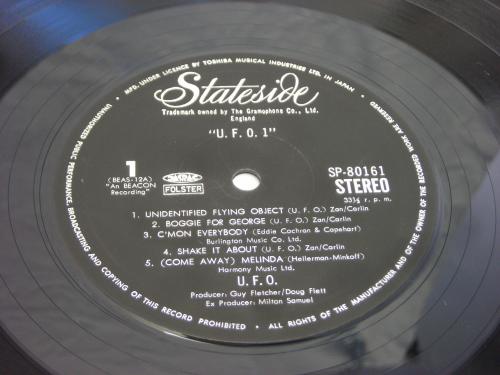 MFD. UNDER LICENCE BY TOSHIBA MUSICAL INDUSTRIES LTD. IN JAPAN •
Stateside
Trademark owned by The Gramophone Co., Ltd.
England
"U. F. O. 1"
1
(BEAS-12A)
"An BEACON
Recording"
FOLSTER
SP-80161
STEREO
33⅓ r. p. m.
1. UNIDENTIFIED FLYING OBJECT (U. F. O.) Zan/Carlin
2. BOGGIE FOR GEORGE (U. F. O.) Zan/Carlin
3. C'MON EVERYBODY (Eddie Cochran & Capehart)
Burlington Music Co. Ltd.
4. SHAKE IT ABOUT (U. F. O.) Zan/Carlin
5. (COME AWAY) MELINDA (Hellerman-Minkoff)
Harmony Music Ltd.
U. F. O.
Producer: Guy Fletcher/Doug Flett
Ex Producer: Milton Samuel
UNAUTHORIZED PUBLIC PERFORMANCE, BROADCASTING AND COPYING OF THIS RECORD PROHIBITED • ALL RIGHTS OF THE MANUFACTURER AND OF THE OWNER OF THE RECORDED WORK ARE RESERVED